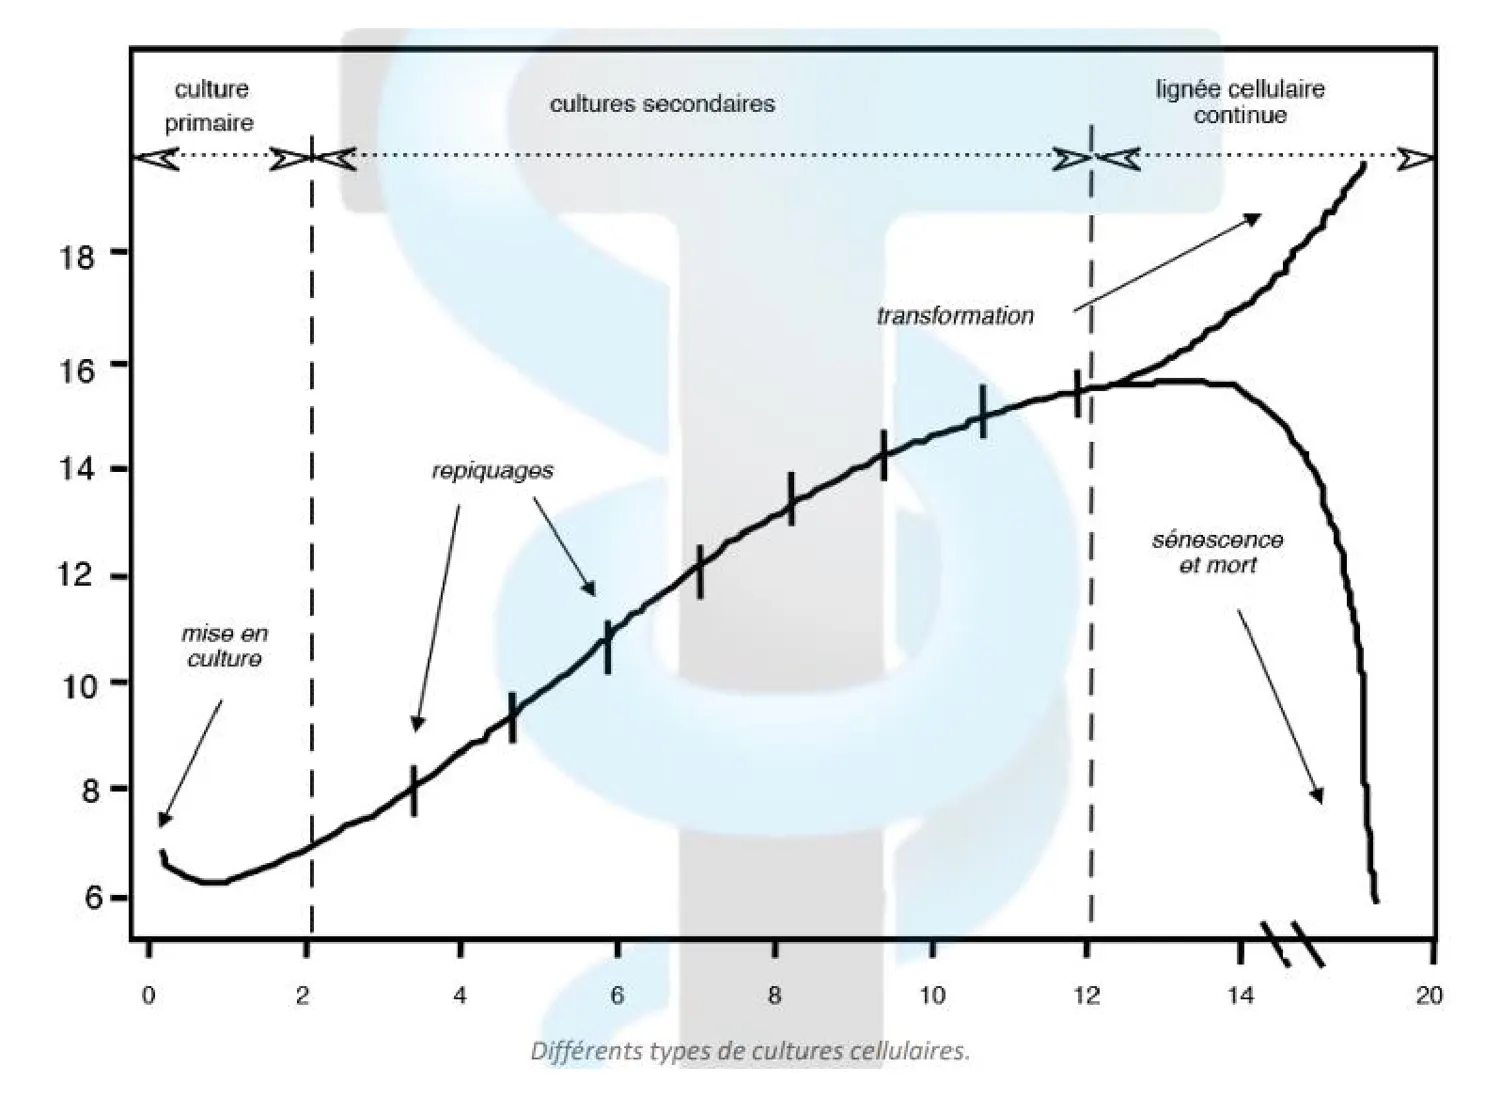 culture
primaire
cultures secondaires
lignée cellulaire
continue
18
16
14
12
10
8
6
transformation
repiquages
sénescence
et mort
mise en
culture
0 2 4 6 8 10 12 14 20
Différents types de cultures cellulaires.